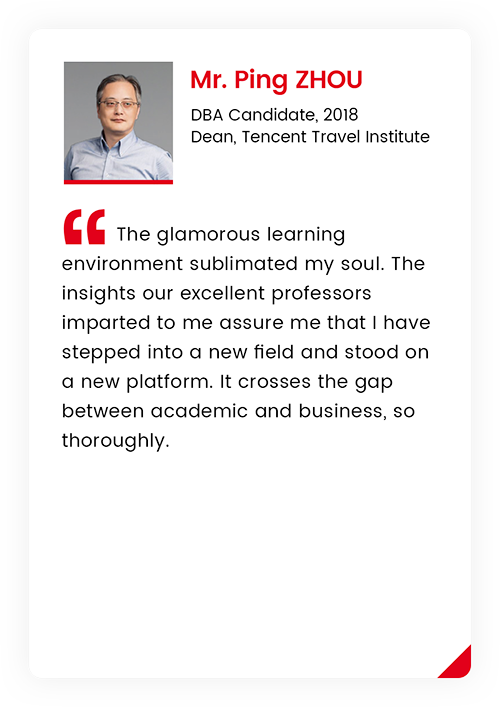 Mr. Ping ZHOU
DBA Candidate, 2018
Dean, Tencent Travel Institute
“ The glamorous learning
environment sublimated my soul. The
insights our excellent professors
imparted to me assure me that I have
stepped into a new field and stood on
a new platform. It crosses the gap
between academic and business, so
thoroughly.